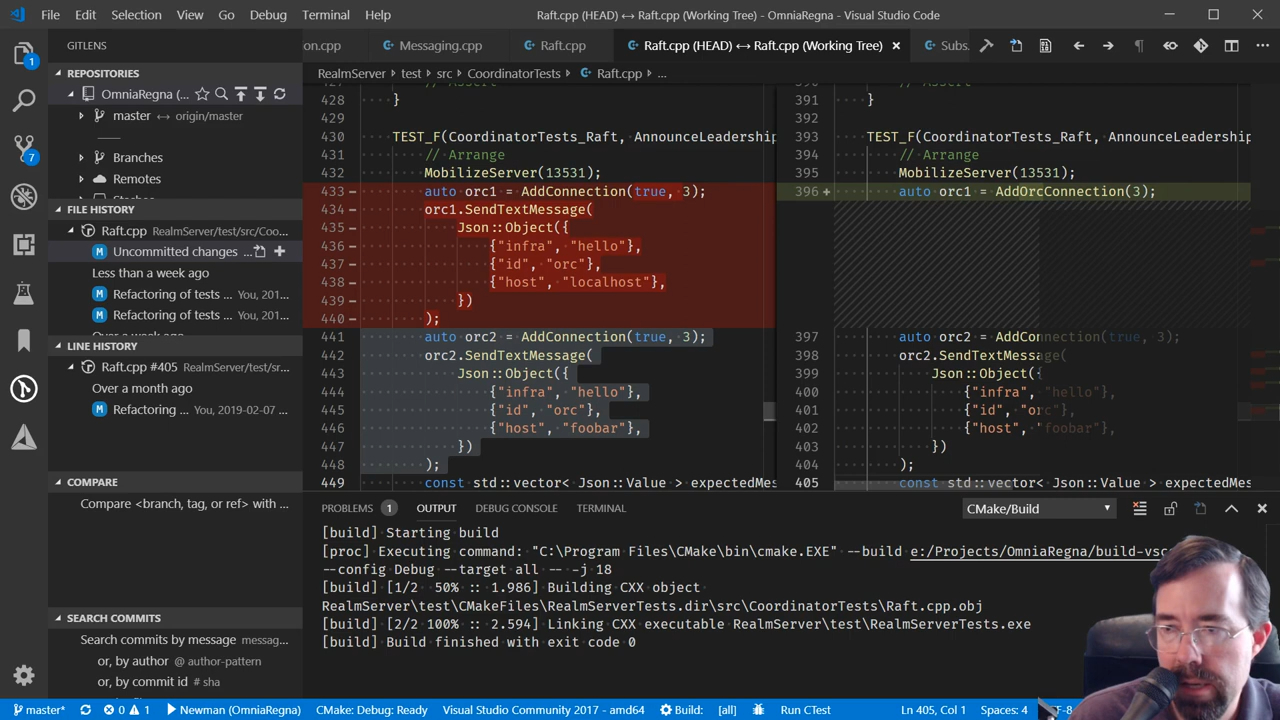 File Edit Selection View Go Debug Terminal Help Raft.cpp (HEAD) ↔ Raft.cpp (Working Tree) - OmniaRegna - Visual Studio Code
GITLENS
on.cpp Messaging.cpp Raft.cpp Raft.cpp (HEAD) ↔ Raft.cpp (Working Tree) × Subs.
REPOSITORIES
OmniaRegna (...
master ↔ origin/master
Branches
Remotes
FILE HISTORY
Raft.cpp RealmServer/test/src/Coo...
Uncommitted changes ...
Less than a week ago
M Refactoring of tests ... You, 201...
M Refactoring of tests ... You, 201...
Over a week ago
LINE HISTORY
Raft.cpp #405 RealmServer/test/sr...
Over a month ago
M Refactoring ... You, 2019-02-07 ...
COMPARE
Compare <branch, tag, or ref> with ...
SEARCH COMMITS
Search commits by message messag...
or, by author @ author-pattern
or, by commit id # sha
RealmServer › test › src › CoordinatorTests › Raft.cpp › ...
427 // Assert
428 }
429
430 TEST_F(CoordinatorTests_Raft, AnnounceLeadership
431 // Arrange
432 MobilizeServer(13531);
433 − auto orc1 = AddConnection(true, 3);
434 − orc1.SendTextMessage(
435 − Json::Object({
436 − {"infra", "hello"},
437 − {"id", "orc"},
438 − {"host", "localhost"},
439 − })
440 − );
441 auto orc2 = AddConnection(true, 3);
442 orc2.SendTextMessage(
443 Json::Object({
444 {"infra", "hello"},
445 {"id", "orc"},
446 {"host", "foobar"},
447 })
448 );
449 const std::vector< Json::Value > expectedMes
390 // Assert
391 }
392
393 TEST_F(CoordinatorTests_Raft, AnnounceLeadership
394 // Arrange
395 MobilizeServer(13531);
396 + auto orc1 = AddOrcConnection(3);
397 auto orc2 = AddConnection(true, 3);
398 orc2.SendTextMessage(
399 Json::Object({
400 {"infra", "hello"},
401 {"id", "orc"},
402 {"host", "foobar"},
403 })
404 );
405 const std::vector< Json::Value > expectedMes
PROBLEMS 1 OUTPUT DEBUG CONSOLE TERMINAL CMake/Build
[build] Starting build
[proc] Executing command: "C:\Program Files\CMake\bin\cmake.EXE" --build e:/Projects/OmniaRegna/build-vsc
--config Debug --target all -- -j 18
[build] [1/2 50% :: 1.986] Building CXX object
RealmServer\test\CMakeFiles\RealmServerTests.dir\src\CoordinatorTests\Raft.cpp.obj
[build] [2/2 100% :: 2.594] Linking CXX executable RealmServer\test\RealmServerTests.exe
[build] Build finished with exit code 0
master* 0 1 Newman (OmniaRegna) CMake: Debug: Ready Visual Studio Community 2017 - amd64 Build: [all] Run CTest Ln 405, Col 1 Spaces: 4